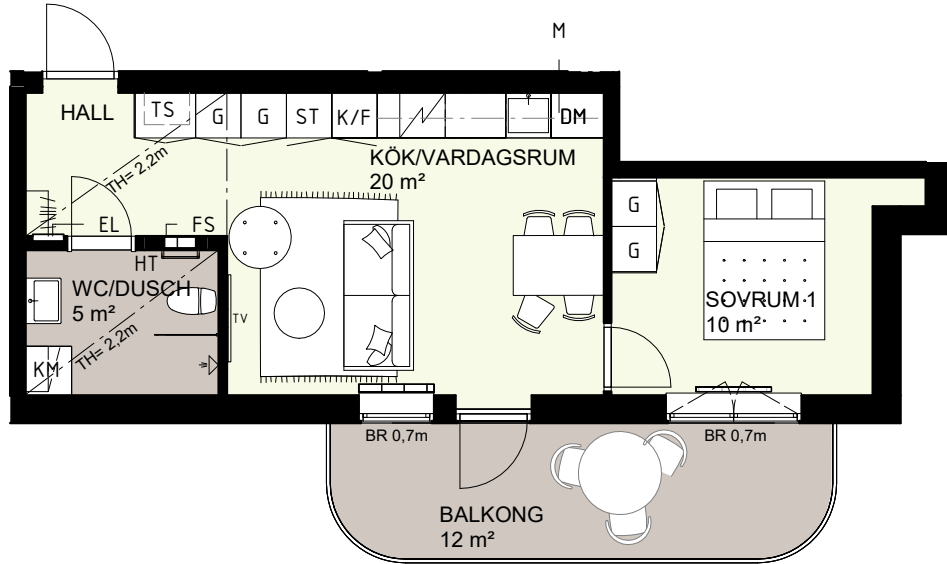 M
HALL
TS
G
G
ST
K/F
DM
KÖK/VARDAGSRUM
20 m²
TH= 2,2m
EL
FS
G
G
HT
WC/DUSCH
5 m²
TH= 2,2m
KM
TV
SOVRUM 1
10 m²
BR 0,7m
BR 0,7m
BALKONG
12 m²